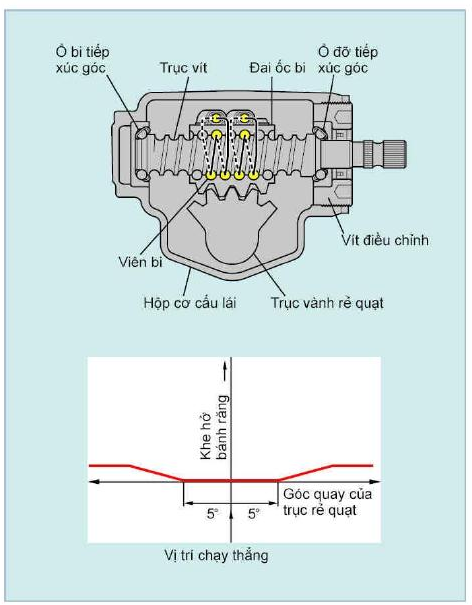 Ổ bi tiếp
xúc góc
Trục vít
Đai ốc bi
Ổ đỡ tiếp
xúc góc
Vít điều chỉnh
Viên bi
Hộp cơ cấu lái
Trục vành rẻ quạt
Khe hở
bánh răng
Góc quay của
trục rẻ quạt
5°
5°
Vị trí chạy thẳng